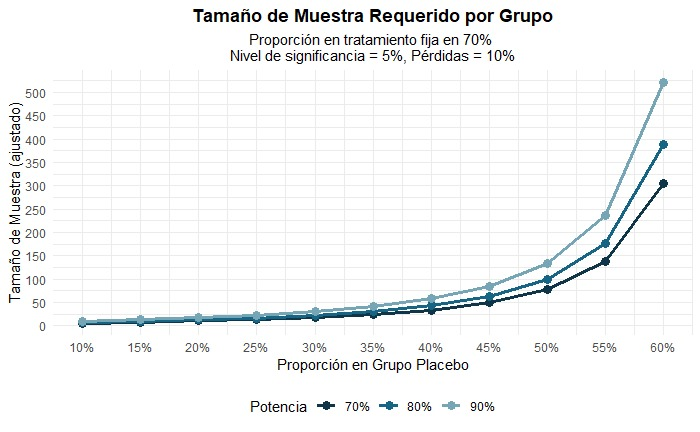 Tamaño de Muestra Requerido por Grupo
Proporción en tratamiento fija en 70%
Nivel de significancia = 5%, Pérdidas = 10%
Tamaño de Muestra (ajustado)
500
450
400
350
300
250
200
150
100
50
0
10% 15% 20% 25% 30% 35% 40% 45% 50% 55% 60%
Proporción en Grupo Placebo
Potencia 70% 80% 90%